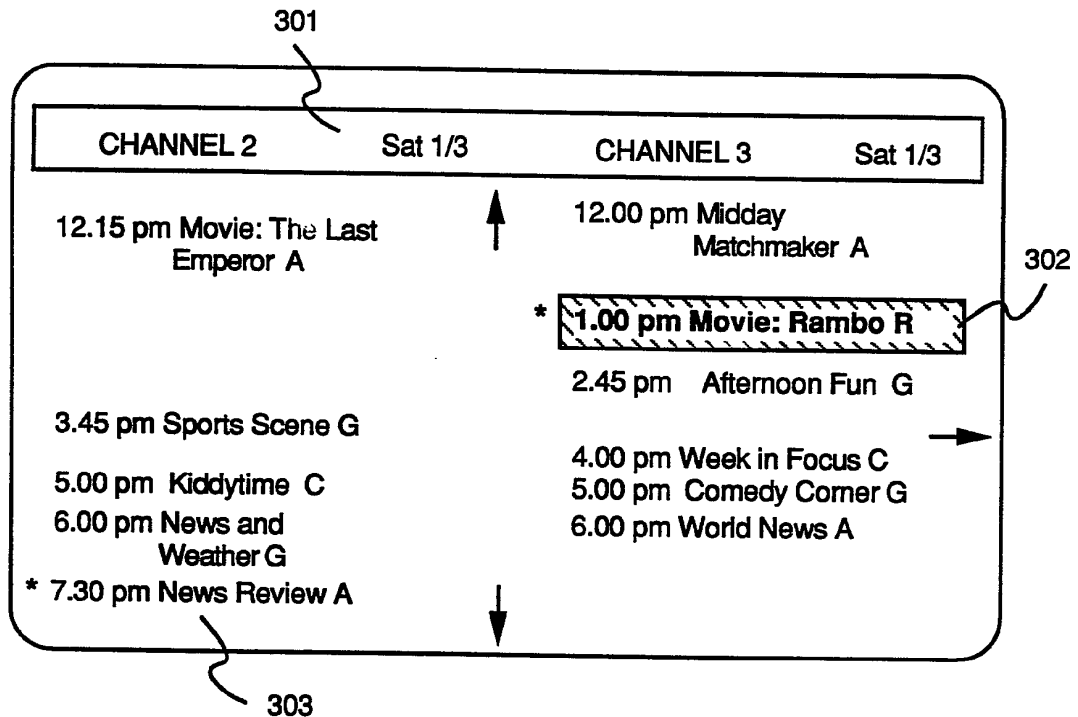 301
CHANNEL 2 Sat 1/3 CHANNEL 3 Sat 1/3
12.15 pm Movie: The Last
Emperor A
3.45 pm Sports Scene G
5.00 pm Kiddytime C
6.00 pm News and
Weather G
* 7.30 pm News Review A
12.00 pm Midday
Matchmaker A
* 1.00 pm Movie: Rambo R
2.45 pm Afternoon Fun G
4.00 pm Week in Focus C
5.00 pm Comedy Corner G
6.00 pm World News A
302
303